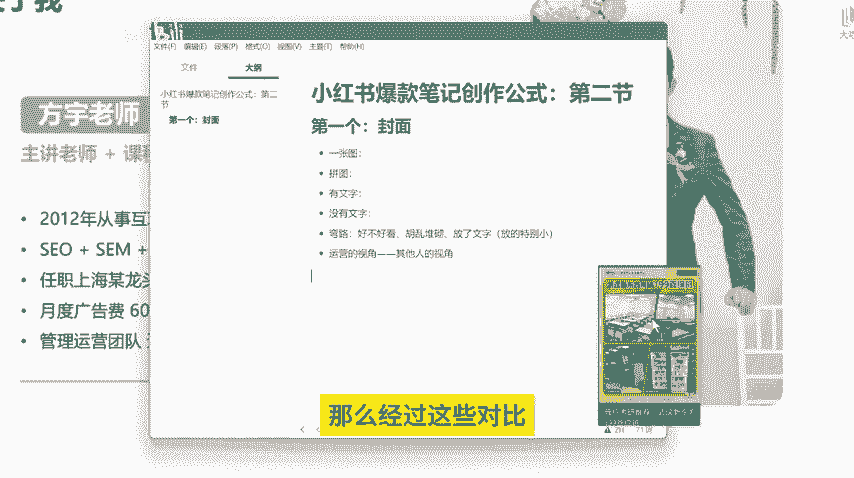 文件(F) 编辑(E) 段落(P) 格式(O) 视图(V) 主题(T) 帮助(H)
文件 大纲
小红书爆款笔记创作公式：第二节
第一个：封面
小红书爆款笔记创作公式：第二节
第一个：封面
• 一张图：
• 拼图：
• 有文字：
• 没有文字：
• 弯路：好不好看、胡乱堆砌、放了文字（放的特别小）
• 运营的视角——其他人的视角
方宇老师
主讲老师 + 课程
• 2012年从事互
• SEO + SEM +
• 任职上海某龙头
• 月度广告费 60
• 管理运营团队
那么经过这些对比